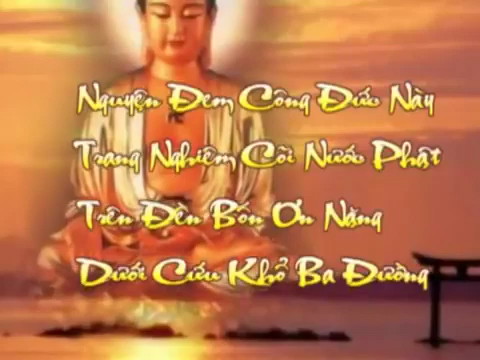 Nguyện Đem Công Đức Này
Trang Nghiêm Cõi Nước Phật
Trên Đền Bốn Ơn Nặng
Dưới Cứu Khổ Ba Đường